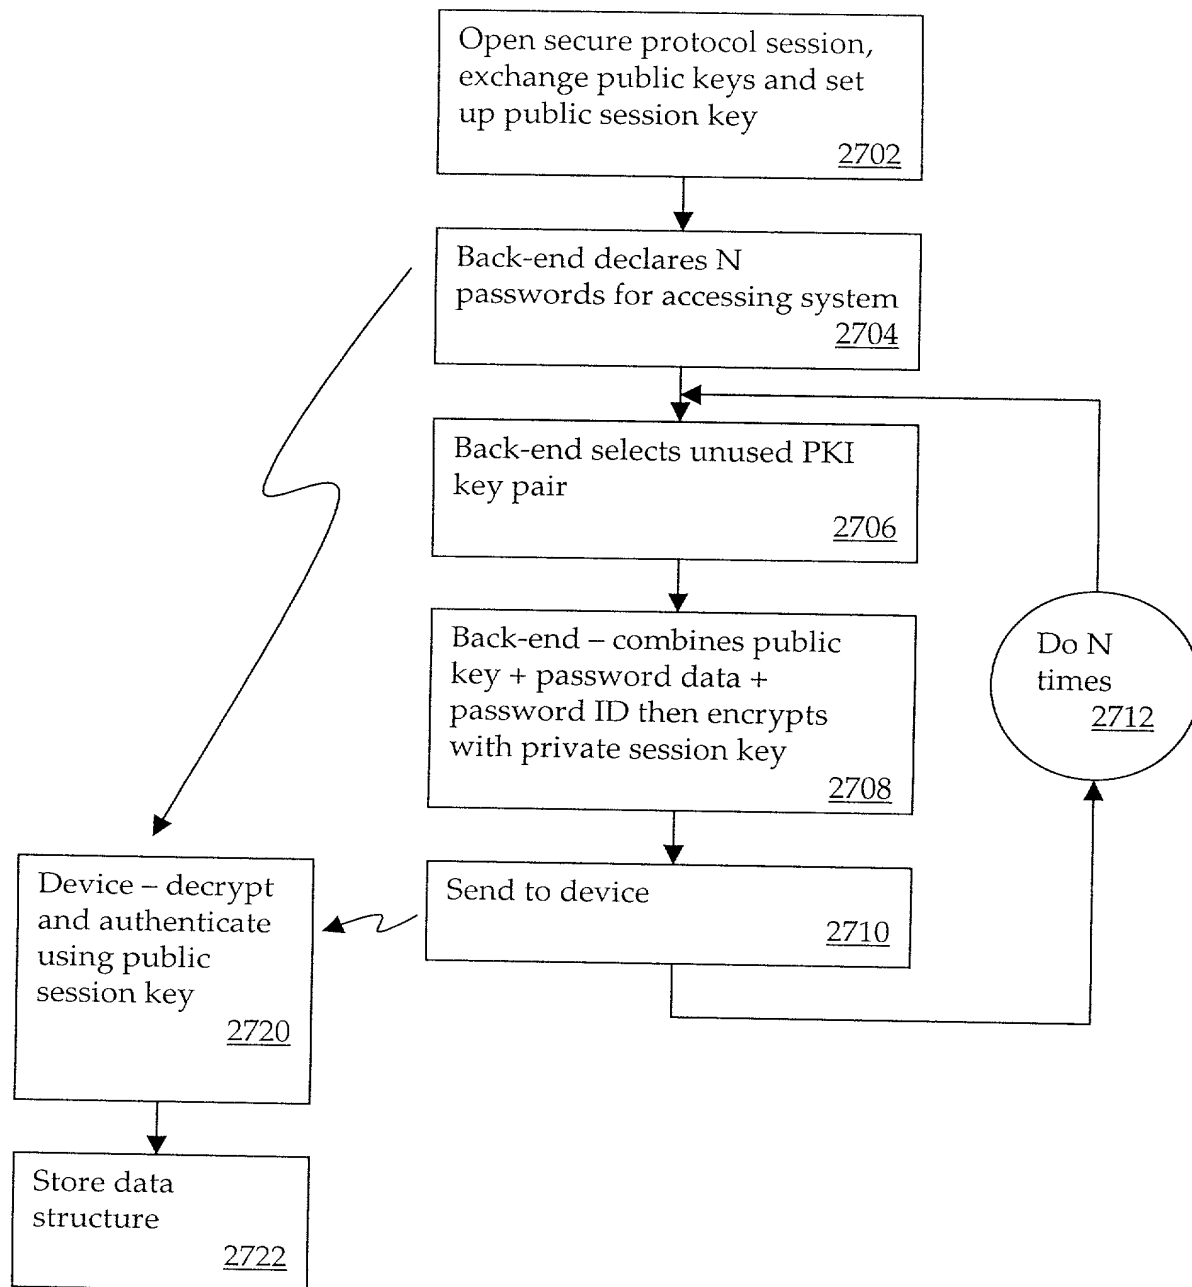 Open secure protocol session,
exchange public keys and set
up public session key
2702
Back-end declares N
passwords for accessing system
2704
Back-end selects unused PKI
key pair
2706
Back-end – combines public
key + password data +
password ID then encrypts
with private session key
2708
Do N
times
2712
Send to device
2710
Device – decrypt
and authenticate
using public
session key
2720
Store data
structure
2722